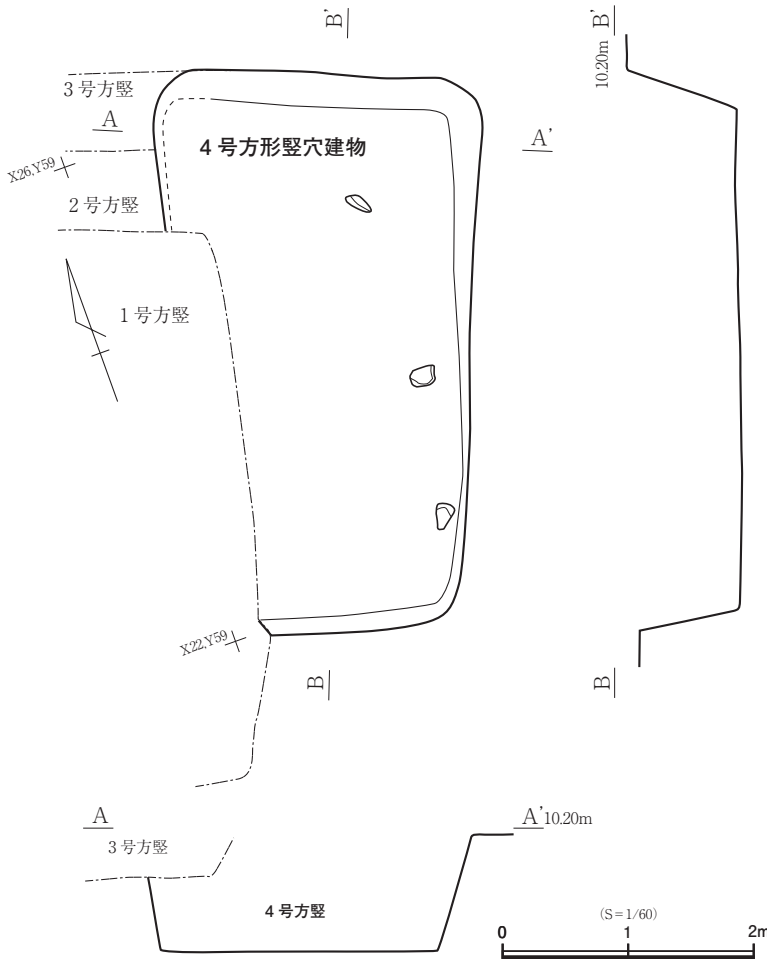 B' B'
10.20m
3号方竪
A
4号方形竪穴建物
A'
X26,Y59
2号方竪
1号方竪
X22,Y59
B B
A A' 10.20m
3号方竪
4号方竪
(S=1/60)
0 1 2m